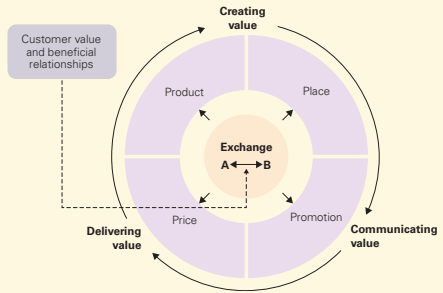 Creating
value
Customer value
and beneficial
relationships
Product
Place
Exchange
A B
Price
Promotion
Delivering
value
Communicating
value